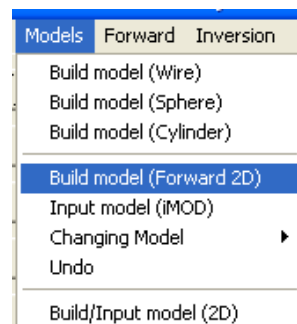 Models Forward Inversion
Build model (Wire)
Build model (Sphere)
Build model (Cylinder)
Build model (Forward 2D)
Input model (iMOD)
Changing Model
Undo
Build/Input model (2D)